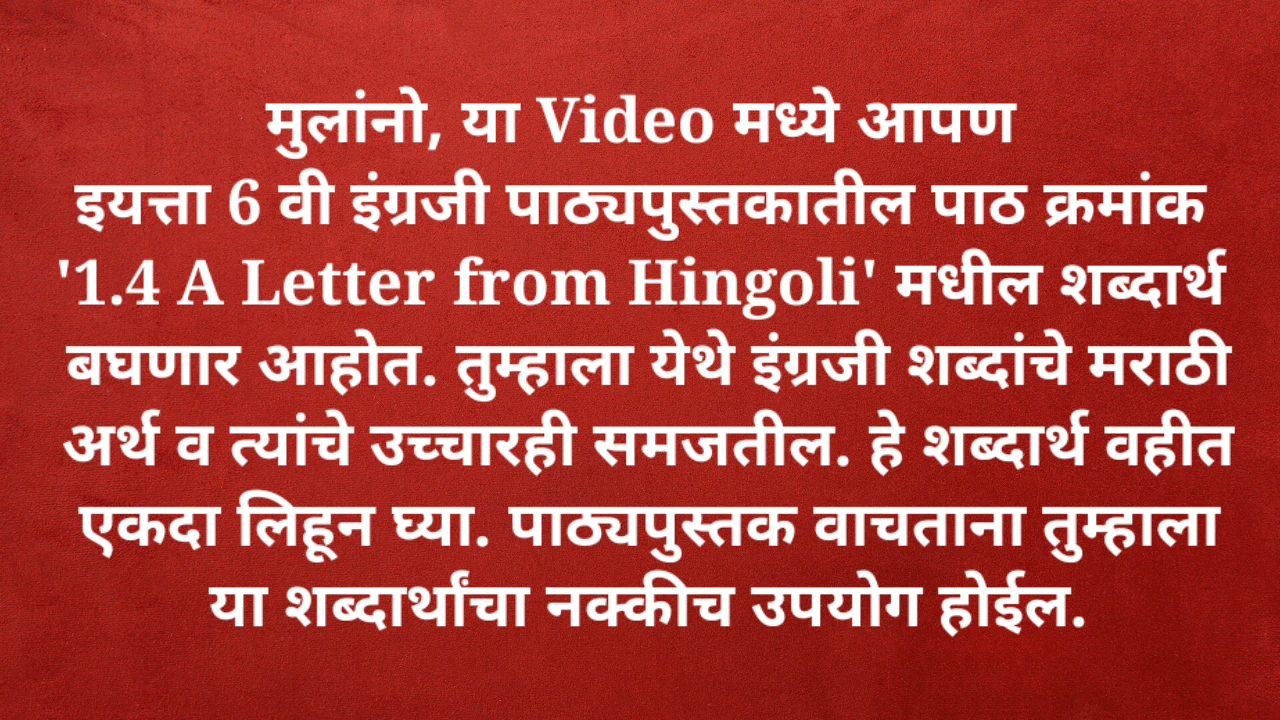 मुलांनो, या Video मध्ये आपण
इयत्ता 6 वी इंग्रजी पाठ्यपुस्तकातील पाठ क्रमांक
'1.4 A Letter from Hingoli' मधील शब्दार्थ
बघणार आहोत. तुम्हाला येथे इंग्रजी शब्दांचे मराठी
अर्थ व त्यांचे उच्चारही समजतील. हे शब्दार्थ वहीत
एकदा लिहून घ्या. पाठ्यपुस्तक वाचताना तुम्हाला
या शब्दार्थांचा नक्कीच उपयोग होईल.